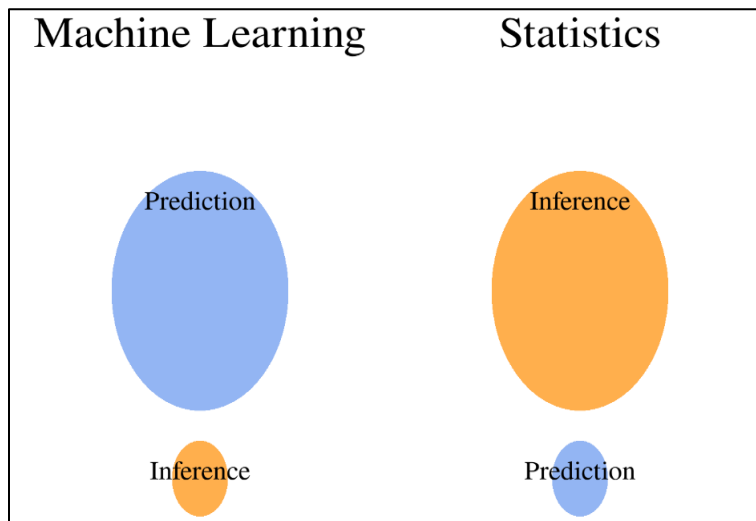 Machine Learning
Statistics
Prediction
Inference
Inference
Prediction